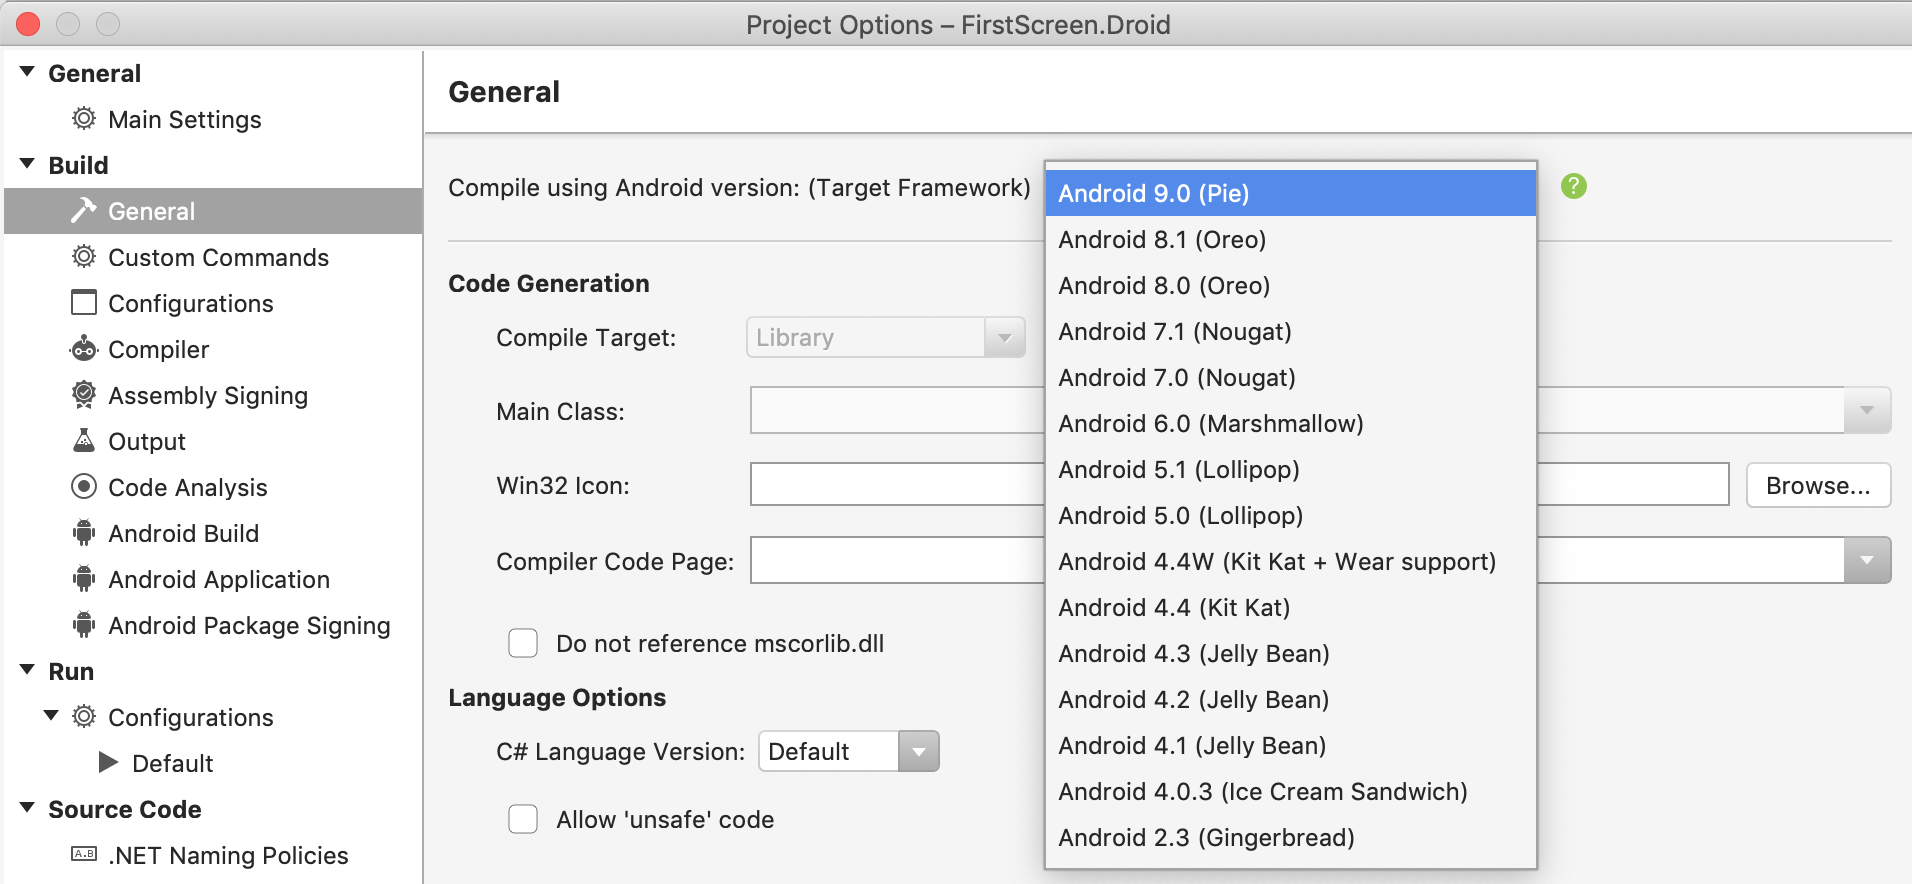 Project Options – FirstScreen.Droid
General
Main Settings
Build
General
Custom Commands
Configurations
Compiler
Assembly Signing
Output
Code Analysis
Android Build
Android Application
Android Package Signing
Run
Configurations
Default
Source Code
A.B .NET Naming Policies
General
Compile using Android version: (Target Framework)
?
Android 9.0 (Pie)
Android 8.1 (Oreo)
Android 8.0 (Oreo)
Android 7.1 (Nougat)
Android 7.0 (Nougat)
Android 6.0 (Marshmallow)
Android 5.1 (Lollipop)
Android 5.0 (Lollipop)
Android 4.4W (Kit Kat + Wear support)
Android 4.4 (Kit Kat)
Android 4.3 (Jelly Bean)
Android 4.2 (Jelly Bean)
Android 4.1 (Jelly Bean)
Android 4.0.3 (Ice Cream Sandwich)
Android 2.3 (Gingerbread)
Code Generation
Compile Target: Library
Main Class:
Win32 Icon: Browse...
Compiler Code Page:
Do not reference mscorlib.dll
Language Options
C# Language Version: Default
Allow 'unsafe' code